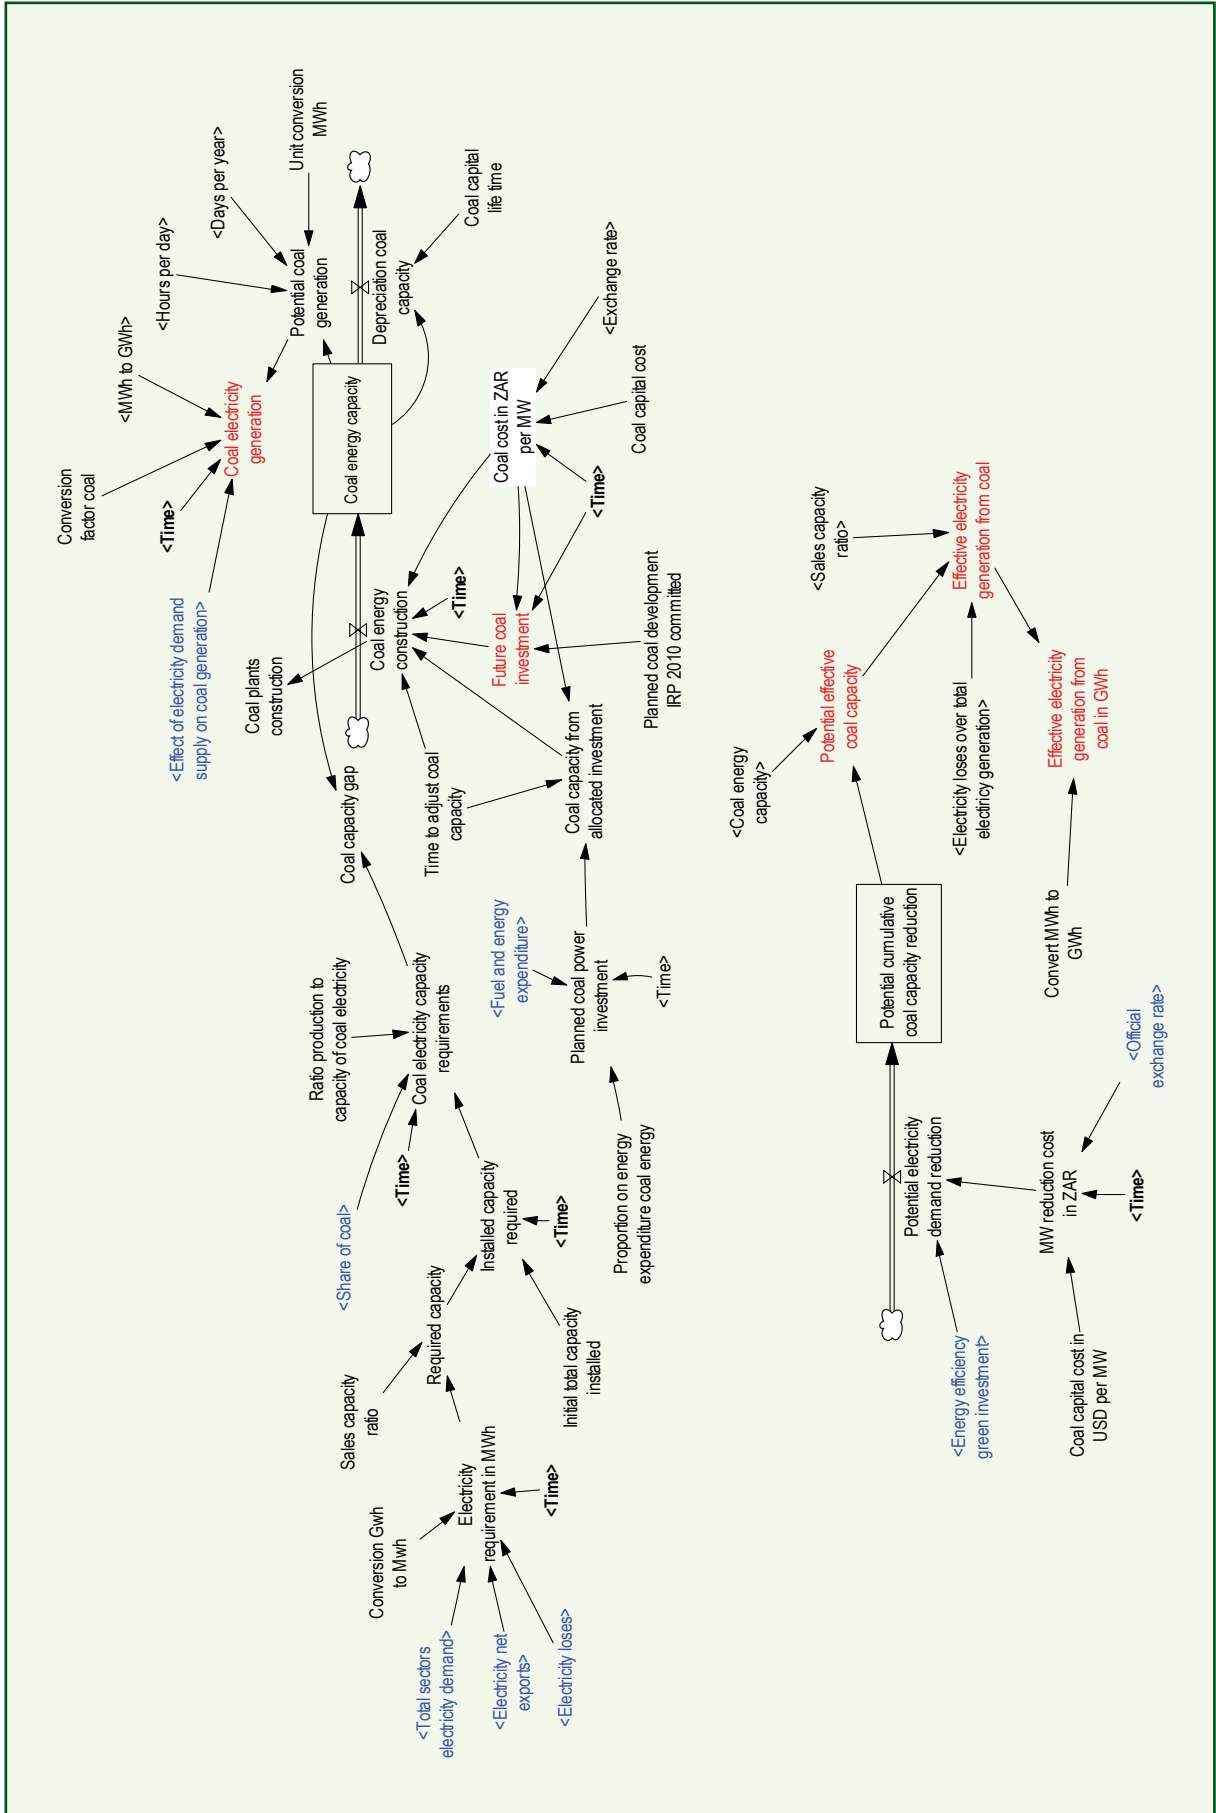 <Effect of electricity demand
supply on coal generation>
<Time>
Conversion
factor coal
<MWh to GWh>
<Hours per day>
<Days per year>
Unit conversion
MWh
Coal electricity
generation
Potential coal
generation
<Share of coal>
Ratio production to
capacity of coal electricity
Coal capacity gap
Coal plants
construction
Coal energy capacity
Depreciation coal
capacity
Coal capital
life time
Conversion Gwh
to Mwh
Sales capacity
ratio
<Time>
Coal electricity capacity
requirements
Time to adjust coal
capacity
Coal energy
construction
<Time>
<Total sectors
electricity demand>
Electricity
requirement in MWh
Required capacity
Installed capacity
required
<Fuel and energy
expenditure>
Future coal
investment
Coal cost in ZAR
per MW
<Exchange rate>
<Electricity net
exports>
<Electricity loses>
<Time>
Initial total capacity
installed
<Time>
Planned coal power
investment
Coal capacity from
allocated investment
<Time>
Coal capital cost
Proportion on energy
expenditure coal energy
<Time>
Planned coal development
IRP 2010 committed
<Coal energy
capacity>
<Sales capacity
ratio>
Potential effective
coal capacity
Potential cumulative
coal capacity reduction
Potential electricity
demand reduction
<Electricity loses over total
electiricy generation>
Effective electricity
generation from coal
<Energy efficiency
green investment>
MW reduction cost
in ZAR
Convert MWh to
GWh
Effective electricity
generation from
coal in GWh
Coal capital cost in
USD per MW
<Time>
<Official
exchange rate>